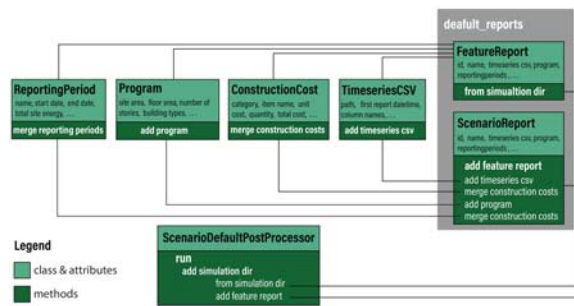 deafult_reports
FeatureReport
id, name, timeseries csv, program,
reportingperiods, ...
from simualtion dir
ReportingPeriod
name, start date, end date,
total site energy, ...
merge reporting periods
Program
site area, floor area, number of
stories, building types, ...
add program
ConstructionCost
category, item name, unit
cost, quantity, total cost, ...
merge construction costs
TimeseriesCSV
path, first report datetime,
column names, ...
add timeseries csv
ScenarioReport
id, name, timeseries csv, program,
reportingperiods, ...
add feature report
add timeseries csv
merge construction costs
add program
merge construction costs
Legend
class & attributes
methods
ScenarioDefaultPostProcessor
run
add simulation dir
from simulation dir
add feature report